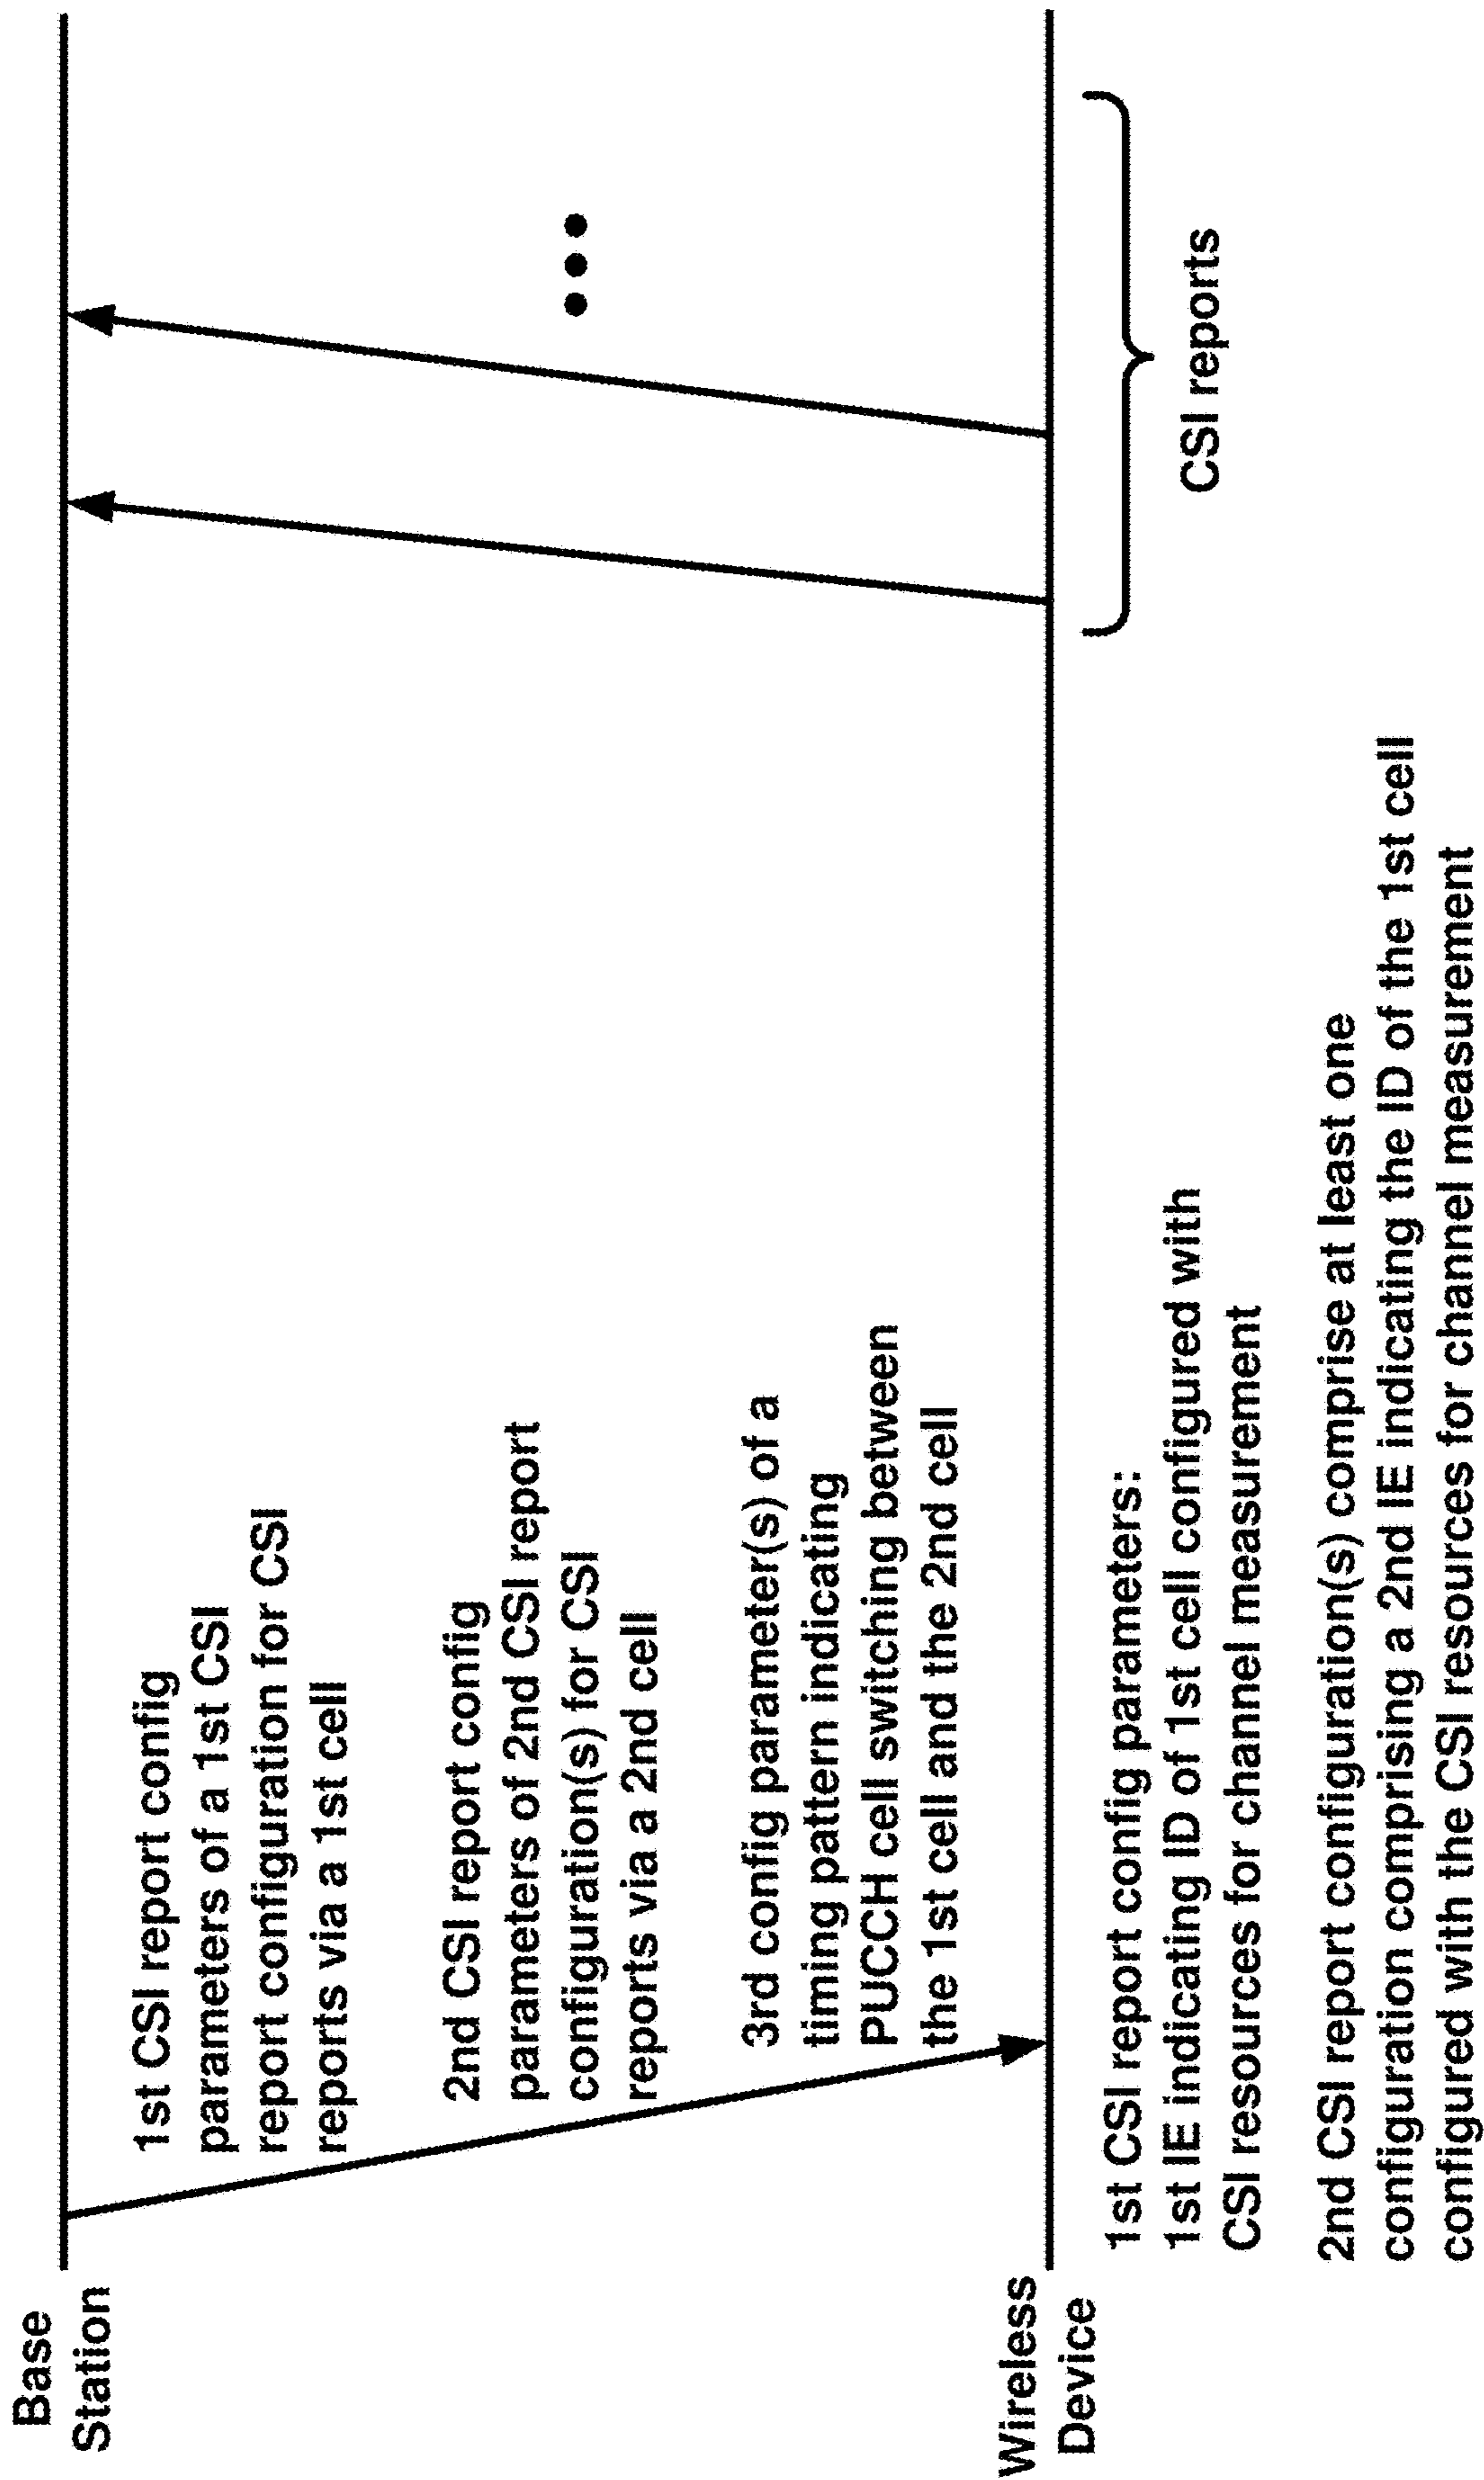 Base
Station
1st CSI report config
parameters of a 1st CSI
report configuration for CSI
reports via a 1st cell
2nd CSI report config
parameters of 2nd CSI report
configuration(s) for CSI
reports via a 2nd cell
3rd config parameter(s) of a
timing pattern indicating
PUCCH cell switching between
the 1st cell and the 2nd cell
Wireless
Device
1st CSI report config parameters:
1st IE indicating ID of 1st cell configured with
CSI resources for channel measurement
2nd CSI report configuration(s) comprise at least one
configuration comprising a 2nd IE indicating the ID of the 1st cell
configured with the CSI resources for channel measurement
CSI reports